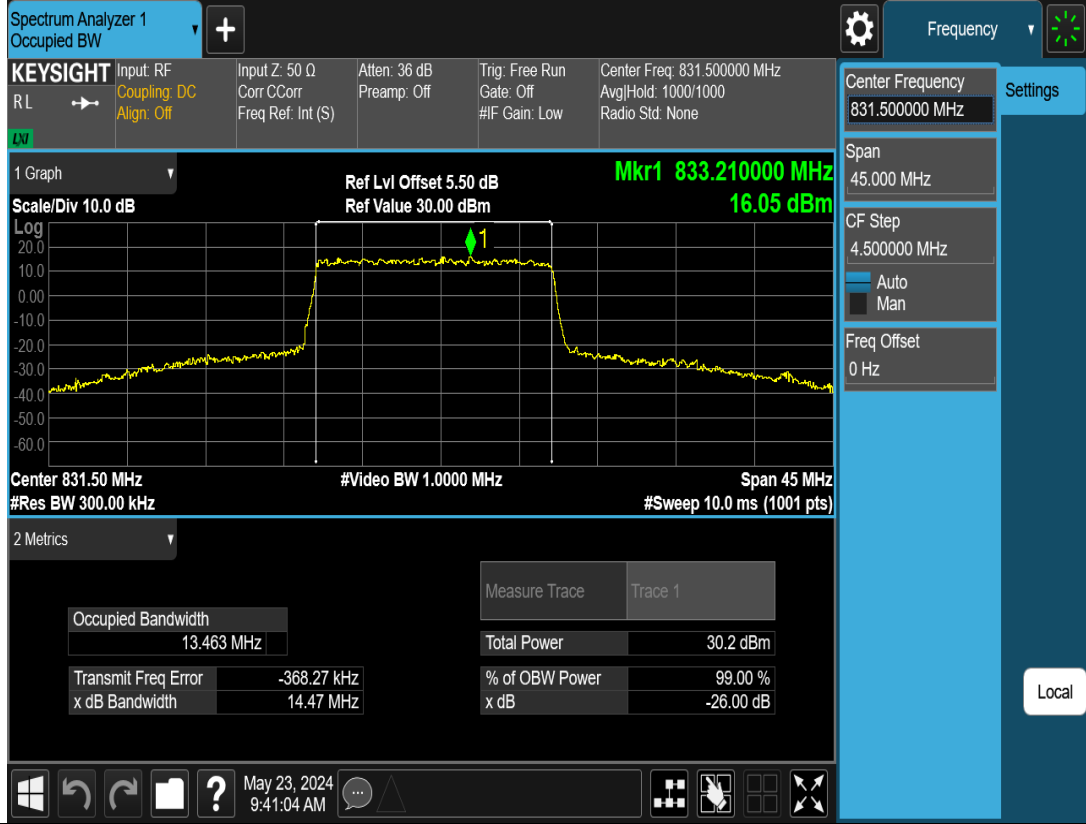 Spectrum Analyzer 1
Occupied BW
+
Frequency
KEYSIGHT
R L
LXI
Input: RF
Coupling: DC
Align: Off
Input Z: 50 Ω
Corr CCorr
Freq Ref: Int (S)
Atten: 36 dB
Preamp: Off
Trig: Free Run
Gate: Off
#IF Gain: Low
Center Freq: 831.500000 MHz
Avg|Hold: 1000/1000
Radio Std: None
Center Frequency
831.500000 MHz
Settings
Span
45.000 MHz
CF Step
4.500000 MHz
Auto
Man
Freq Offset
0 Hz
Local
1 Graph
Ref Lvl Offset 5.50 dB
Mkr1 833.210000 MHz
Scale/Div 10.0 dB
Ref Value 30.00 dBm
16.05 dBm
Log
1
20.0
10.0
0.00
-10.0
-20.0
-30.0
-40.0
-50.0
-60.0
Center 831.50 MHz
#Video BW 1.0000 MHz
Span 45 MHz
#Res BW 300.00 kHz
#Sweep 10.0 ms (1001 pts)
2 Metrics
Measure Trace
Trace 1
Occupied Bandwidth
13.463 MHz
Total Power
30.2 dBm
Transmit Freq Error
-368.27 kHz
% of OBW Power
99.00 %
x dB Bandwidth
14.47 MHz
x dB
-26.00 dB
?
May 23, 2024
9:41:04 AM